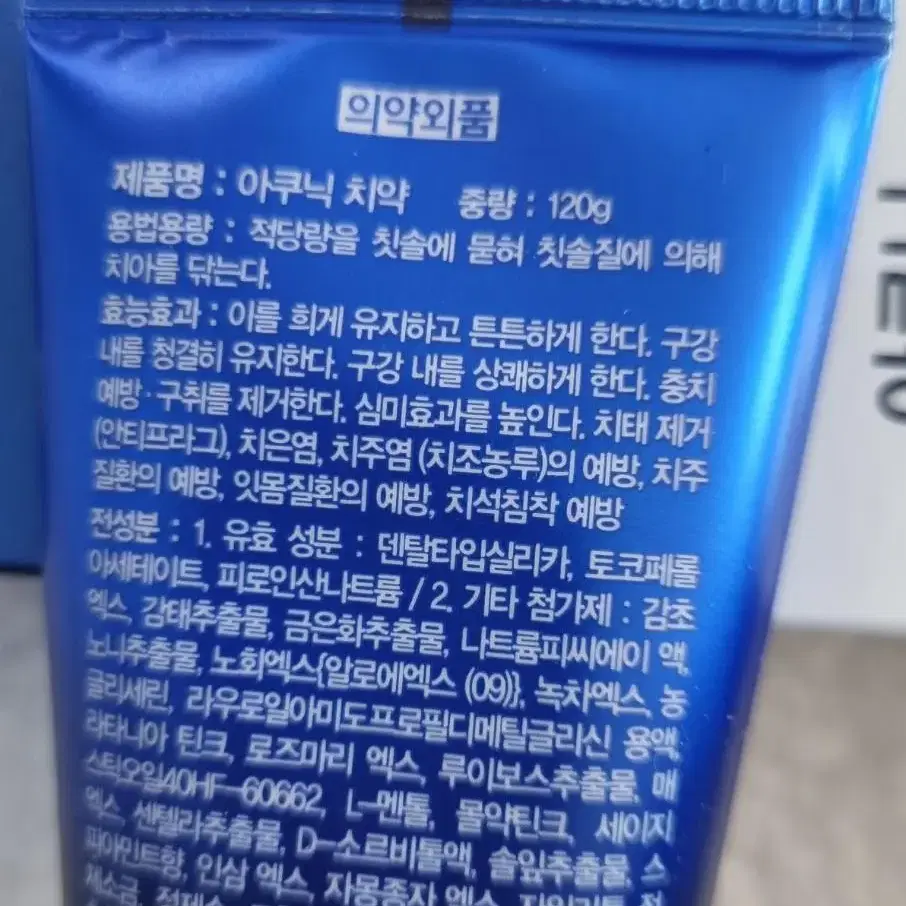 의약외품
제품명 : 아쿠닉 치약 중량 : 120g
용법용량 : 적당량을 칫솔에 묻혀 칫솔질에 의해
치아를 닦는다.
효능효과 : 이를 희게 유지하고 튼튼하게 한다. 구강
내를 청결히 유지한다. 구강 내를 상쾌하게 한다. 충치
예방·구취를 제거한다. 심미효과를 높인다. 치태 제거
(안티프라그), 치은염, 치주염 (치조농루)의 예방, 치주
질환의 예방, 잇몸질환의 예방, 치석침착 예방
전성분 : 1. 유효 성분 : 덴탈타입실리카, 토코페롤
아세테이트, 피로인산나트륨 / 2. 기타 첨가제 : 감초
엑스, 감태추출물, 금은화추출물, 나트륨피씨에이 액,
노니추출물, 노회엑스{알로에엑스 (09)}, 녹차엑스, 농
글리세린, 라우로일아미도프로필디메틸글리신 용액,
라타니아 틴크, 로즈마리 엑스, 루이보스추출물, 매
스틱오일40HF-60662, L-멘톨, 몰약틴크, 세이지
엑스, 센텔라추출물, D-소르비톨액, 솔잎추출물, 스
피아민트향, 인삼 엑스, 자몽종자 엑스, 자일리톨, 정
제소금,